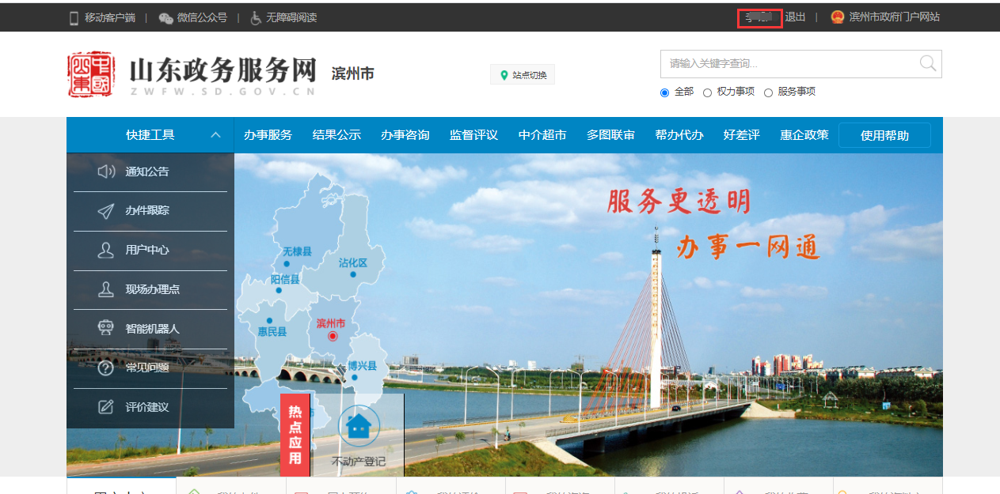 移动客户端 | 微信公众号 | 无障碍阅读
退出 | 滨州市政府门户网站
山东政务服务网 滨州市
ZWFW.SD.GOV.CN
站点切换
请输入关键字查询...
全部 权力事项 服务事项
快捷工具 办事服务 结果公示 办事咨询 监督评议 中介超市 多图联审 帮办代办 好差评 惠企政策 使用帮助
通知公告
办件跟踪
用户中心
现场办理点
智能机器人
常见问题
评价建议
服务更透明
办事一网通
无棣县
沾化区
阳信县
惠民县
滨州市
博兴县
热点应用
不动产登记